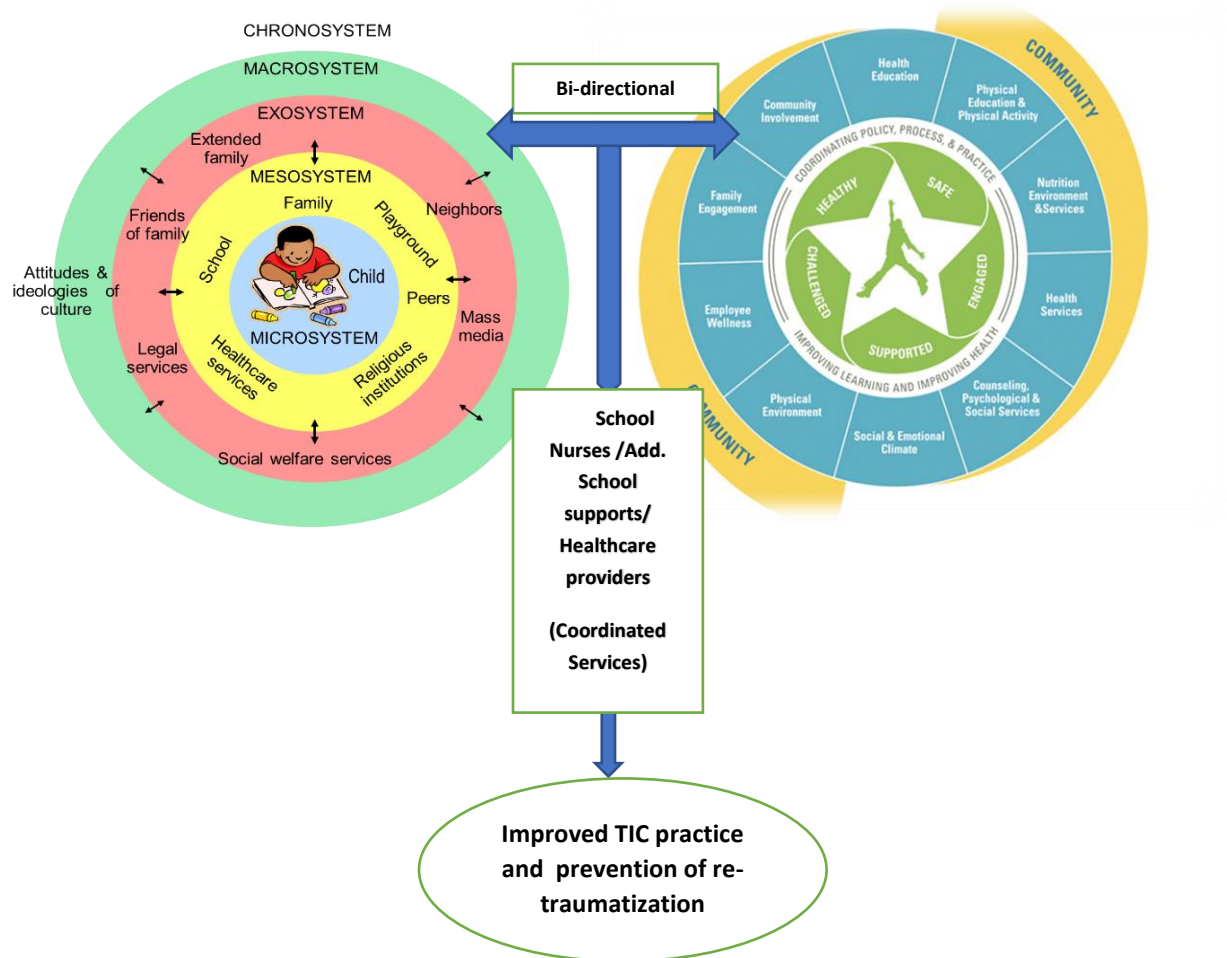 CHRONOSYSTEM
MACROSYSTEM
EXOSYSTEM
Extended
family
MESOSYSTEM
Family
Playground
Neighbors
Friends
of family
School
Child
Peers
Attitudes &
ideologies of
culture
Mass
media
MICROSYSTEM
Legal
services
Healthcare
services
Religious
institutions
Social welfare services
Bi-directional
COMMUNITY
Health
Education
Physical
Education &
Physical Activity
Nutrition
Environment
&Services
Health
Services
Counseling,
Psychological &
Social Services
Social & Emotional
Climate
Physical
Environment
Employee
Wellness
Family
Engagement
Community
Involvement
COORDINATING POLICY, PROCESS, & PRACTICE
IMPROVING LEARNING AND IMPROVING HEALTH
HEALTHY
SAFE
ENGAGED
SUPPORTED
CHALLENGED
COMMUNITY
School
Nurses /Add.
School
supports/
Healthcare
providers
(Coordinated
Services)
Improved TIC practice
and prevention of re-
traumatization